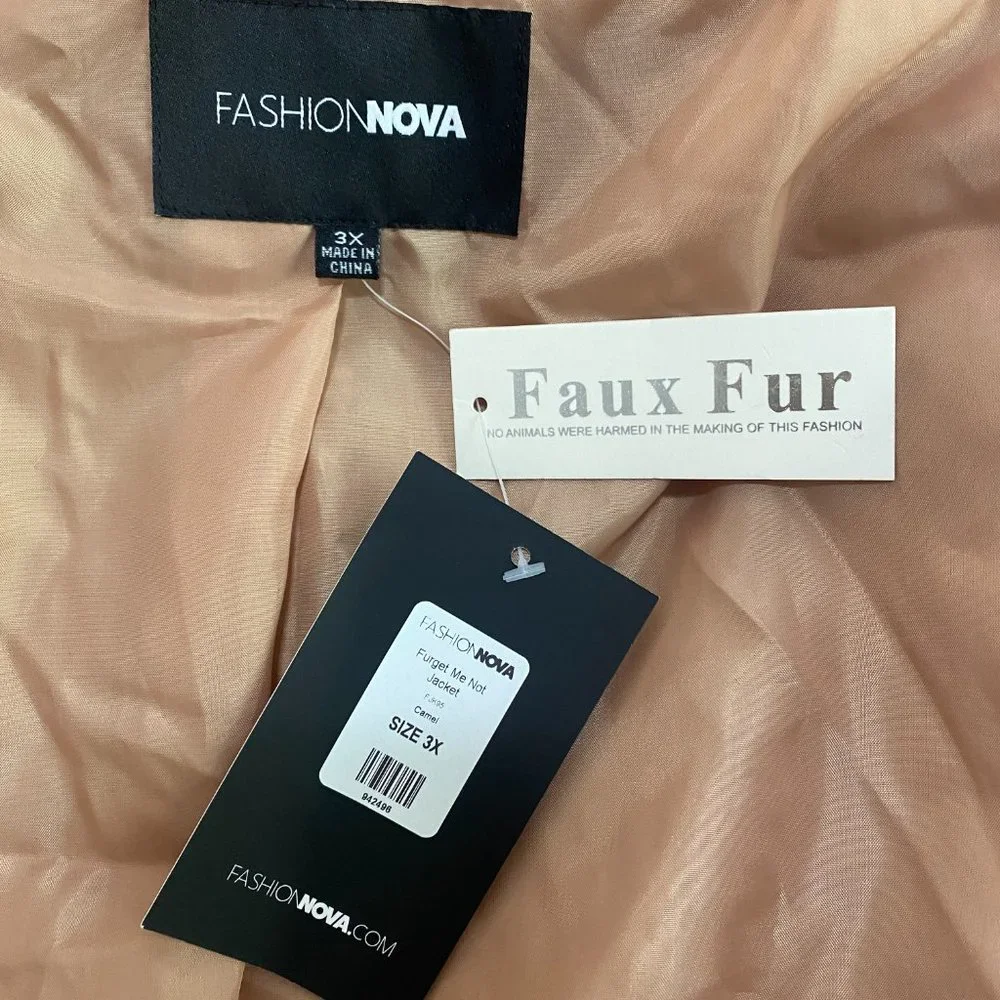 FASHIONNOVA
3X
MADE IN
CHINA
Faux Fur
NO ANIMALS WERE HARMED IN THE MAKING OF THIS FASHION
FASHIONNOVA
Furget Me Not
Jacket
Camel
SIZE 3X
942496
FASHIONNOVA.COM